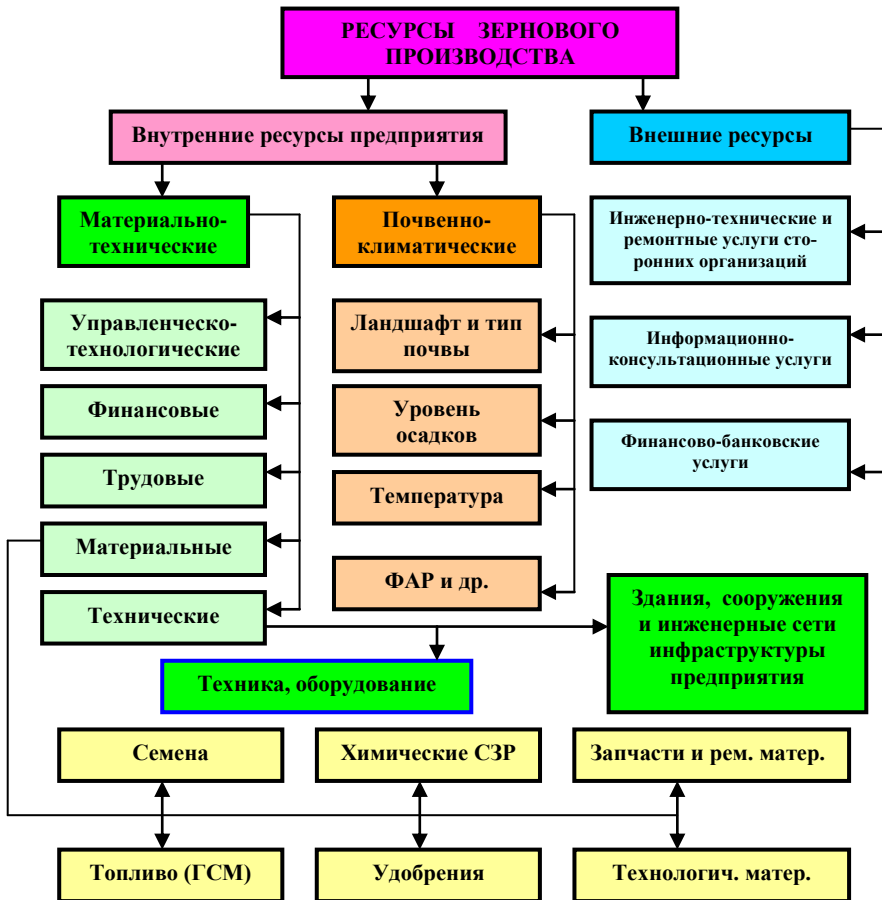 РЕСУРСЫ ЗЕРНОВОГО
ПРОИЗВОДСТВА
Внутренние ресурсы предприятия
Внешние ресурсы
Материально-
технические
Почвенно-
климатические
Инженерно-технические и
ремонтные услуги сто-
ронних организаций
Управленческо-
технологические
Ландшафт и тип
почвы
Информационно-
консультационные услуги
Финансовые
Уровень
осадков
Финансово-банковские
услуги
Трудовые
Температура
Материальные
ФАР и др.
Технические
Здания, сооружения
и инженерные сети
инфраструктуры
предприятия
Техника, оборудование
Семена
Химические СЗР
Запчасти и рем. матер.
Топливо (ГСМ)
Удобрения
Технологич. матер.